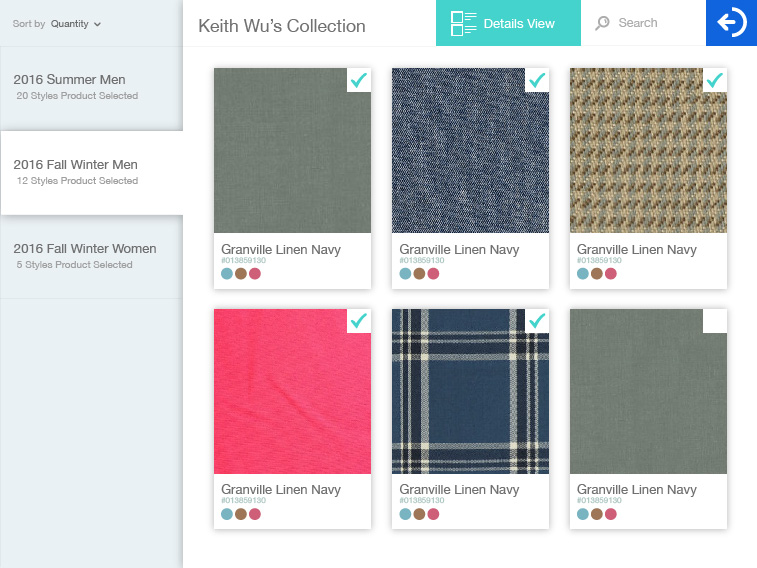 Sort by Quantity
Keith Wu's Collection
Details View
Search
2016 Summer Men
20 Styles Product Selected
2016 Fall Winter Men
12 Styles Product Selected
2016 Fall Winter Women
5 Styles Product Selected
Granville Linen Navy
#013859130
Granville Linen Navy
#013859130
Granville Linen Navy
#013859130
Granville Linen Navy
#013859130
Granville Linen Navy
#013859130
Granville Linen Navy
#013859130